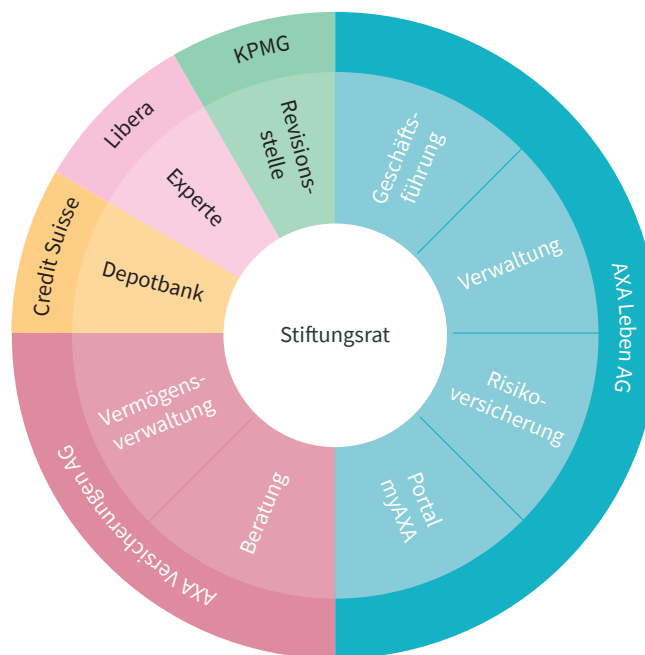 KPMG
Revisions-
stelle
Libera
Experte
Credit Suisse
Depotbank
Geschäfts-
führung
Verwaltung
AXA Leben AG
Risiko-
versicherung
Portal
myAXA
Stiftungsrat
Vermögens-
verwaltung
Beratung
AXA Versicherungen AG